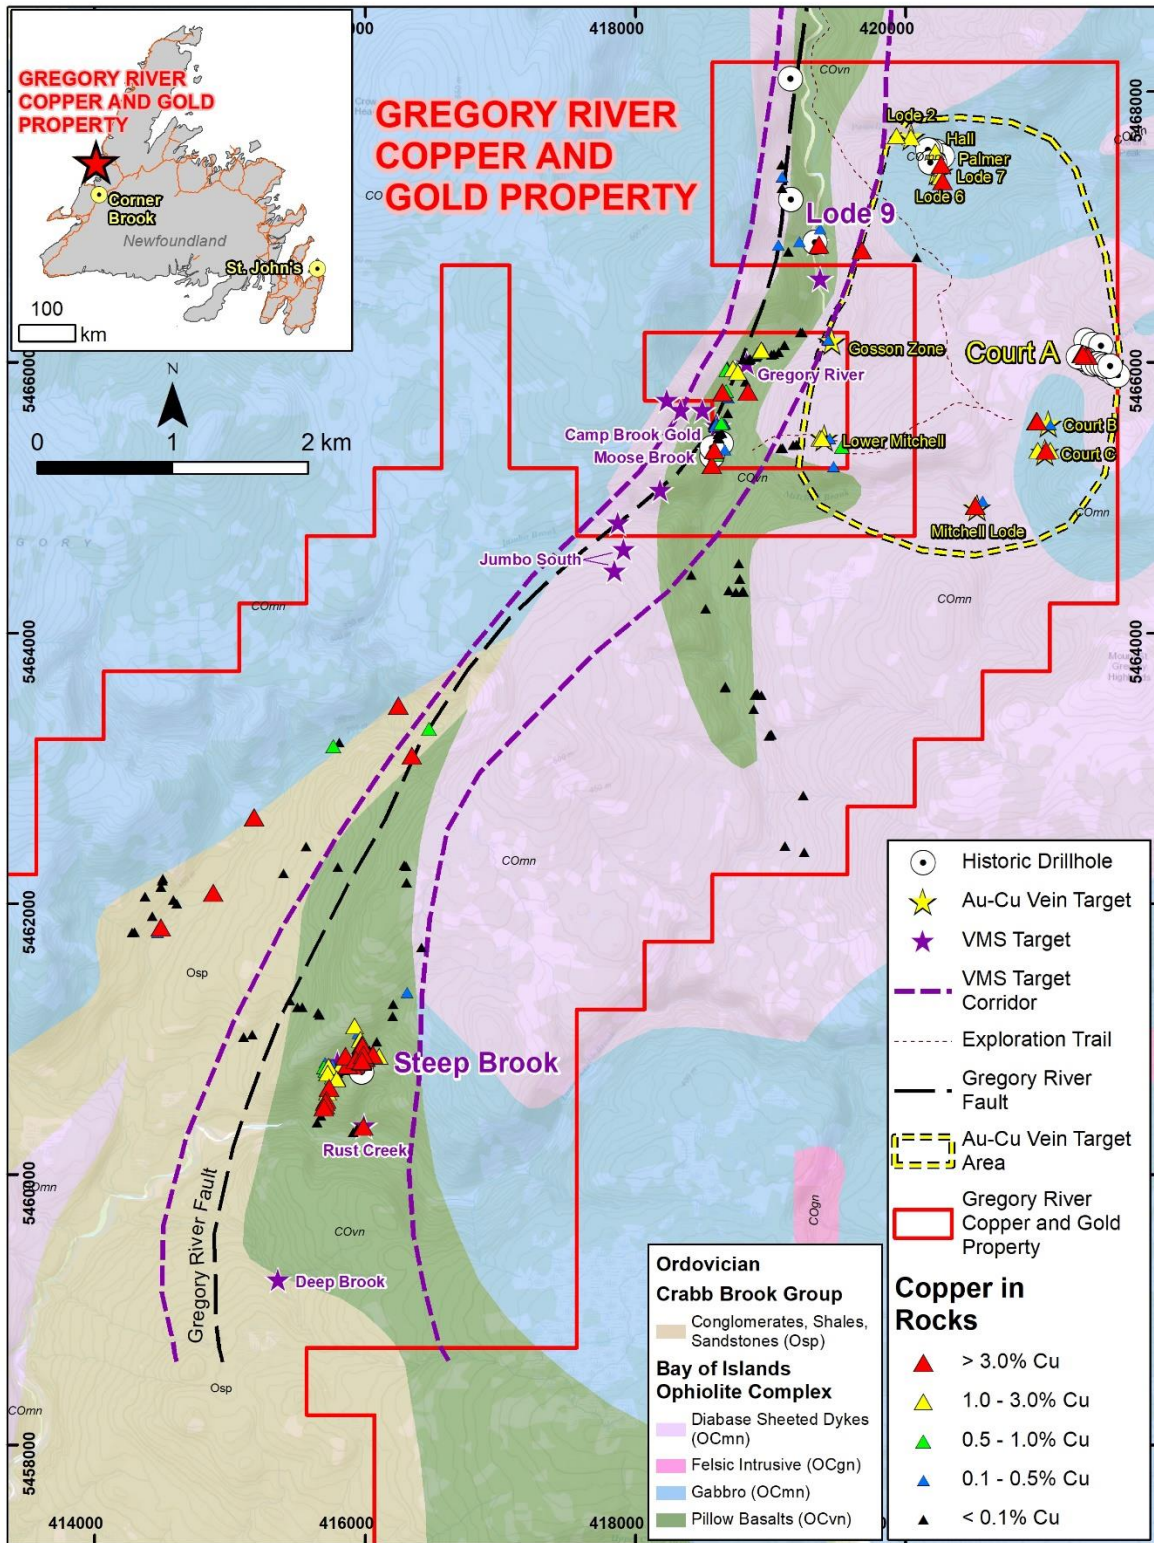 418000
420000
GREGORY RIVER
COPPER AND GOLD
PROPERTY
Corner
Brook
Newfoundland
St. John's
100
km
GREGORY RIVER
COPPER AND
GOLD PROPERTY
COvn
5468000
Lode 2
Hall
Palmer
Lode 7
Lode 6
Lode 9
N
0
1
2 km
5466000
5466000
Gosson Zone
Court A
Gregory River
Camp Brook Gold
Moose Brook
Lower Mitchell
Court B
Court C
COvn
Mitchell Lode
COmn
Jumbo South
COmn
COmn
5464000
5464000
COmn
5462000
Osp
Steep Brook
Rust Creek
5460000
Gregory River Fault
COvn
COgn
Deep Brook
Osp
COmn
5458000
414000
416000
418000
Historic Drillhole
Au-Cu Vein Target
VMS Target
VMS Target
Corridor
Exploration Trail
Gregory River
Fault
Au-Cu Vein Target
Area
Gregory River
Copper and Gold
Property
Copper in
Rocks
> 3.0% Cu
1.0 - 3.0% Cu
0.5 - 1.0% Cu
0.1 - 0.5% Cu
< 0.1% Cu
Ordovician
Crabb Brook Group
Conglomerates, Shales,
Sandstones (Osp)
Bay of Islands
Ophiolite Complex
Diabase Sheeted Dykes
(OCmn)
Felsic Intrusive (OCgn)
Gabbro (OCmn)
Pillow Basalts (OCvn)